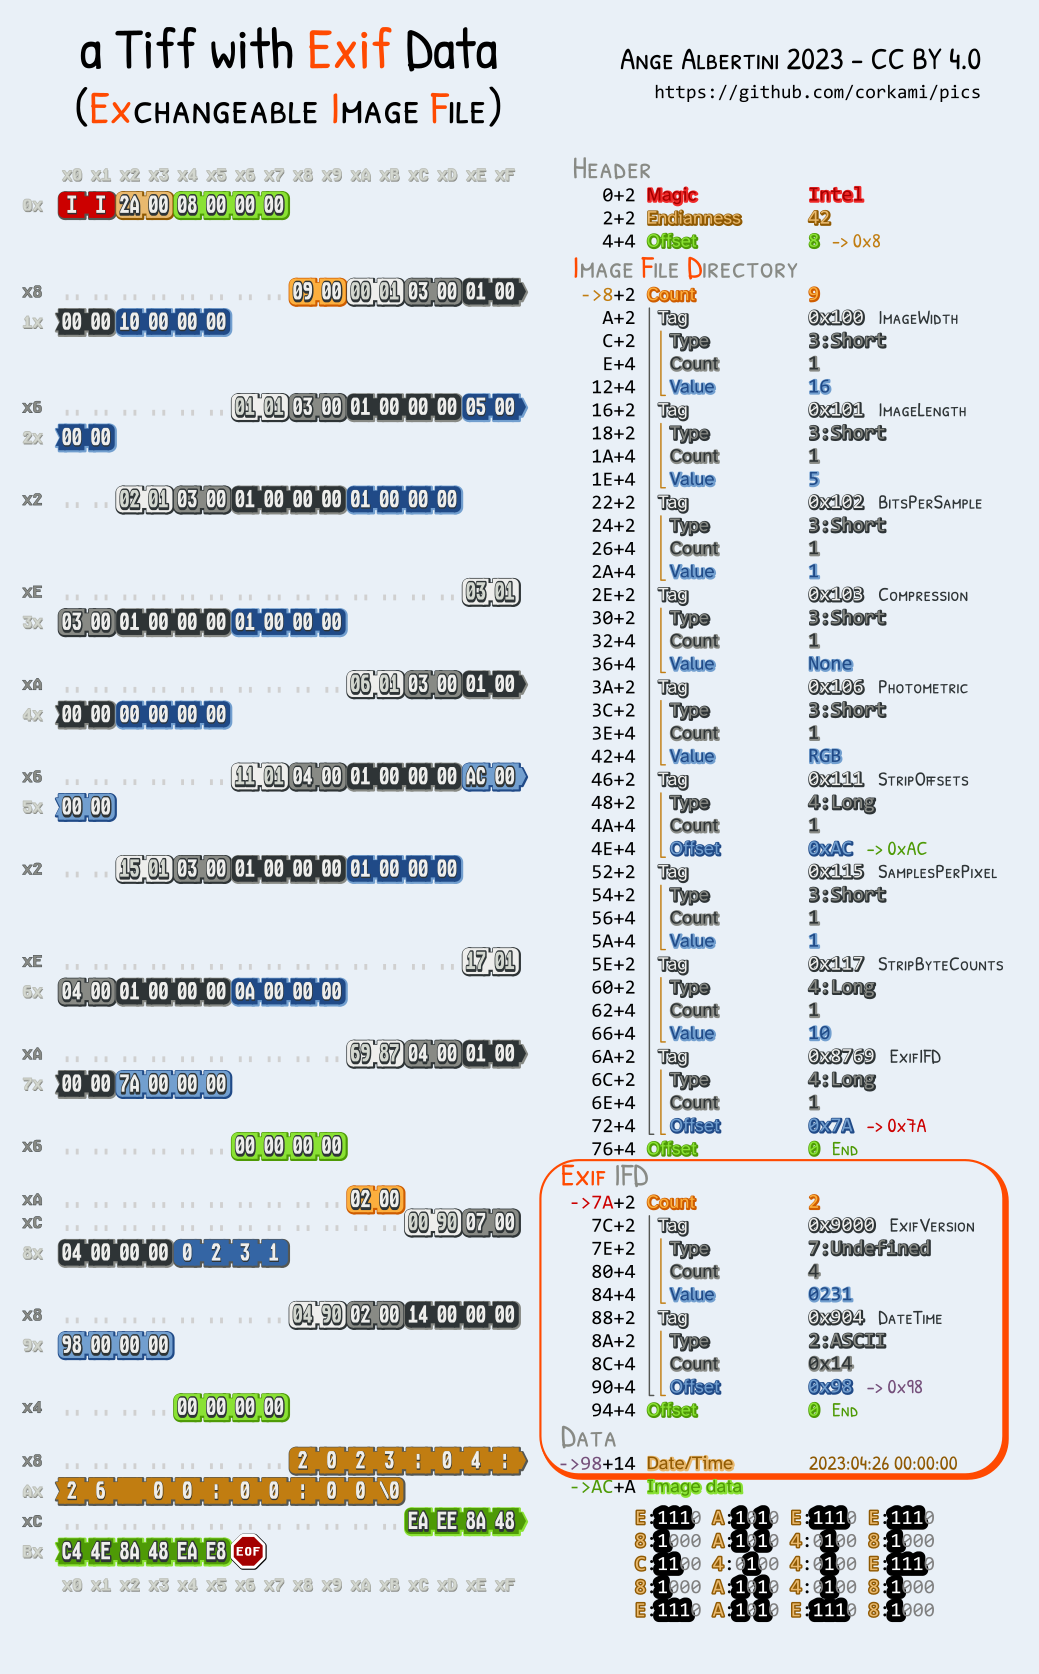 a Tiff with Exif Data
(Exchangeable Image File)
Ange Albertini 2023 - CC BY 4.0
https://github.com/corkami/pics
x0 x1 x2 x3 x4 x5 x6 x7 x8 x9 xA xB xC xD xE xF
0x I I 2A 00 08 00 00 00
x8 09 00 00 01 03 00 01 00
1x 00 00 10 00 00 00
x6 01 01 03 00 01 00 00 00 05 00
2x 00 00
x2 02 01 03 00 01 00 00 00 01 00 00 00
xE 03 01
3x 03 00 01 00 00 00 01 00 00 00
xA 06 01 03 00 01 00
4x 00 00 00 00 00 00
x6 11 01 04 00 01 00 00 00 AC 00
5x 00 00
x2 15 01 03 00 01 00 00 00 01 00 00 00
xE 17 01
6x 04 00 01 00 00 00 0A 00 00 00
xA 69 87 04 00 01 00
7x 00 00 7A 00 00 00
x6 00 00 00 00
xA 02 00
xC 00 90 07 00
8x 04 00 00 00 0 2 3 1
x8 04 90 02 00 14 00 00 00
9x 98 00 00 00
x4 00 00 00 00
x8 2 0 2 3 : 0 4 :
Ax 2 6 0 0 : 0 0 : 0 0 \0
xC EA EE 8A 48
Bx C4 4E 8A 48 EA E8 EOF
x0 x1 x2 x3 x4 x5 x6 x7 x8 x9 xA xB xC xD xE xF
Header
0+2 Magic Intel
2+2 Endianness 42
4+4 Offset 8 -> 0x8
Image File Directory
->8+2 Count 9
A+2 Tag 0x100 ImageWidth
C+2 Type 3:Short
E+4 Count 1
12+4 Value 16
16+2 Tag 0x101 ImageLength
18+2 Type 3:Short
1A+4 Count 1
1E+4 Value 5
22+2 Tag 0x102 BitsPerSample
24+2 Type 3:Short
26+4 Count 1
2A+4 Value 1
2E+2 Tag 0x103 Compression
30+2 Type 3:Short
32+4 Count 1
36+4 Value None
3A+2 Tag 0x106 Photometric
3C+2 Type 3:Short
3E+4 Count 1
42+4 Value RGB
46+2 Tag 0x111 StripOffsets
48+2 Type 4:Long
4A+4 Count 1
4E+4 Offset 0xAC -> 0xAC
52+2 Tag 0x115 SamplesPerPixel
54+2 Type 3:Short
56+4 Count 1
5A+4 Value 1
5E+2 Tag 0x117 StripByteCounts
60+2 Type 4:Long
62+4 Count 1
66+4 Value 10
6A+2 Tag 0x8769 ExifIFD
6C+2 Type 4:Long
6E+4 Count 1
72+4 Offset 0x7A -> 0x7A
76+4 Offset 0 End
Exif IFD
->7A+2 Count 2
7C+2 Tag 0x9000 ExifVersion
7E+2 Type 7:Undefined
80+4 Count 4
84+4 Value 0231
88+2 Tag 0x904 DateTime
8A+2 Type 2:ASCII
8C+4 Count 0x14
90+4 Offset 0x98 -> 0x98
94+4 Offset 0 End
Data
->98+14 Date/Time 2023:04:26 00:00:00
->AC+A Image data
E:1110 A:1010 E:1110 E:1110
8:1000 A:1010 4:0100 8:1000
C:1100 4:0100 4:0100 E:1110
8:1000 A:1010 4:0100 8:1000
E:1110 A:1010 E:1110 8:1000